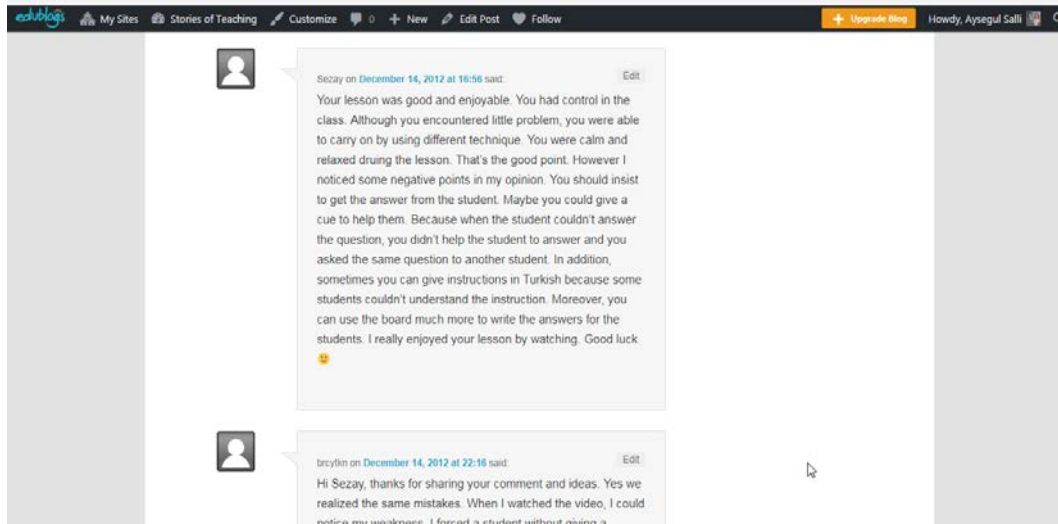 edublogs My Sites Stories of Teaching Customize 0 New Edit Post Follow Upgrade Blog Howdy, Aysegul Salli
Sezay on December 14, 2012 at 16:56 said: Edit
Your lesson was good and enjoyable. You had control in the
class. Although you encountered little problem, you were able
to carry on by using different technique. You were calm and
relaxed druing the lesson. That's the good point. However I
noticed some negative points in my opinion. You should insist
to get the answer from the student. Maybe you could give a
cue to help them. Because when the student couldn't answer
the question, you didn't help the student to answer and you
asked the same question to another student. In addition,
sometimes you can give instructions in Turkish because some
students couldn't understand the instruction. Moreover, you
can use the board much more to write the answers for the
students. I really enjoyed your lesson by watching. Good luck
🙂
brcytkn on December 14, 2012 at 22:16 said: Edit
Hi Sezay, thanks for sharing your comment and ideas. Yes we
realized the same mistakes. When I watched the video, I could
notice my weakness. I forced a student without giving a